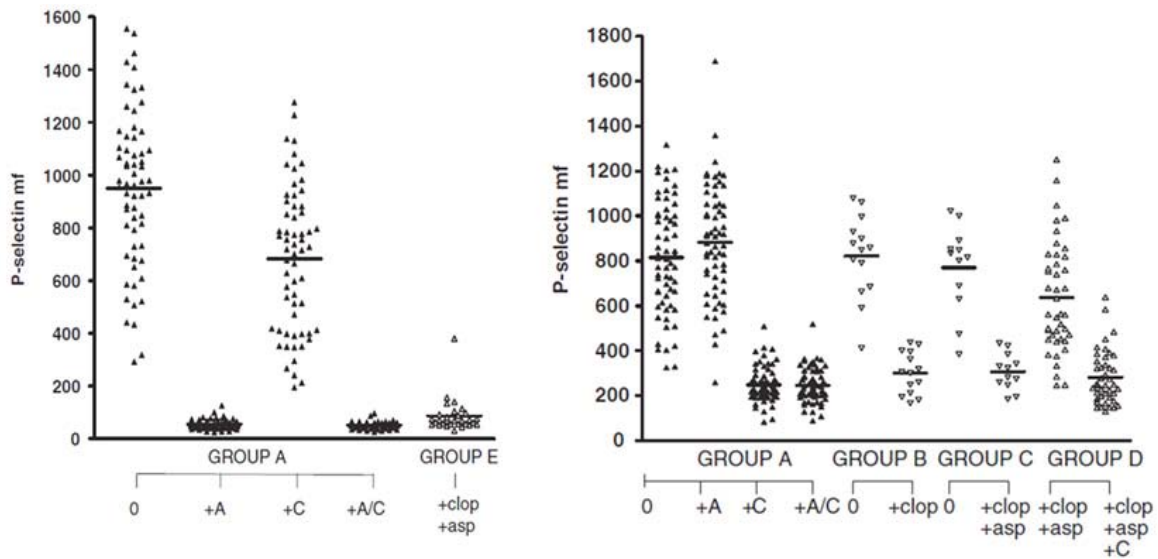 P-selectin mf
1600
1400
1200
1000
800
600
400
200
0
GROUP A
GROUP E
0
+A
+C
+A/C
+clop
+asp
P-selectin mf
1800
1600
1400
1200
1000
800
600
400
200
0
GROUP A
GROUP B
GROUP C
GROUP D
0
+A
+C
+A/C
0
+clop
0
+clop
+asp
+clop
+asp
+clop
+asp
+C